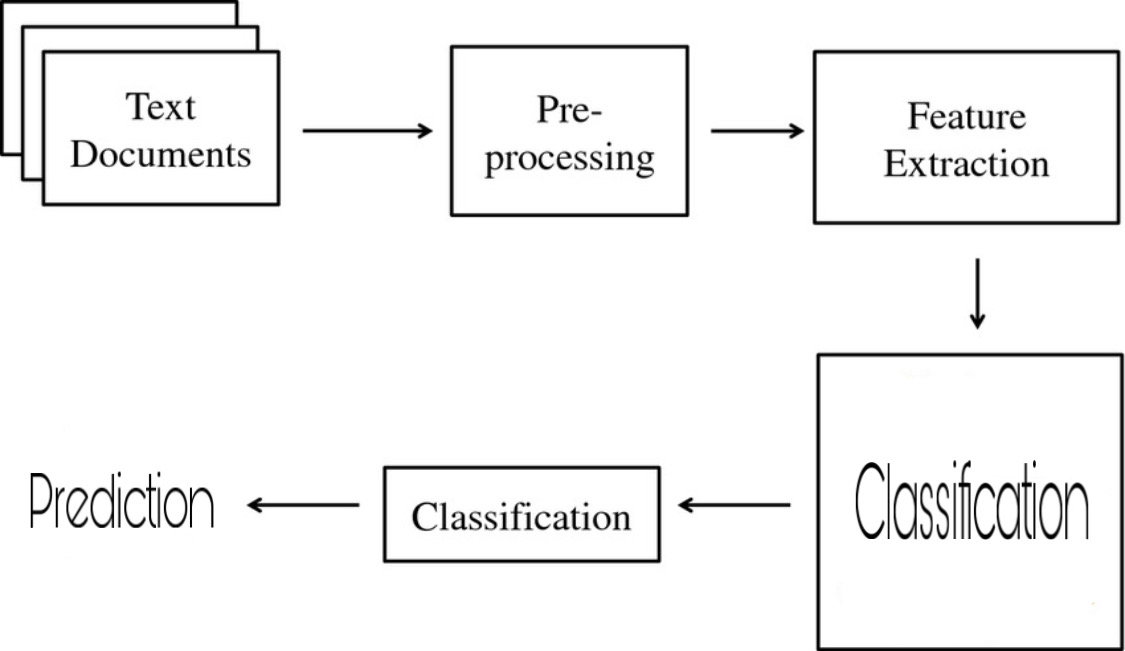 Text
Documents
Pre-
processing
Feature
Extraction
Classification
Classification
Prediction